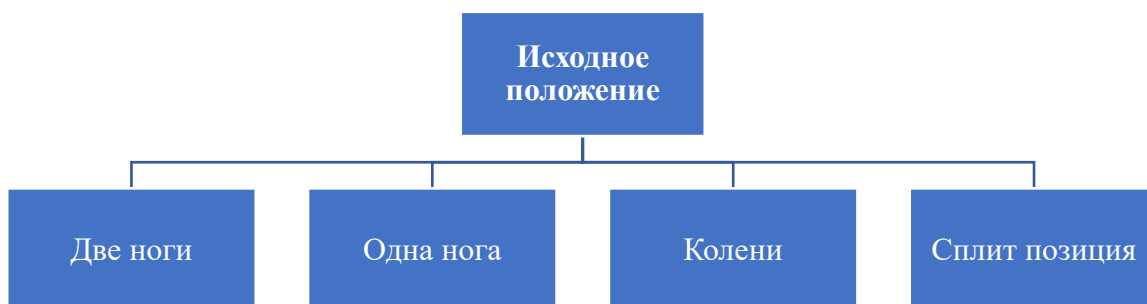 Исходное
положение
Две ноги
Одна нога
Колени
Сплит позиция